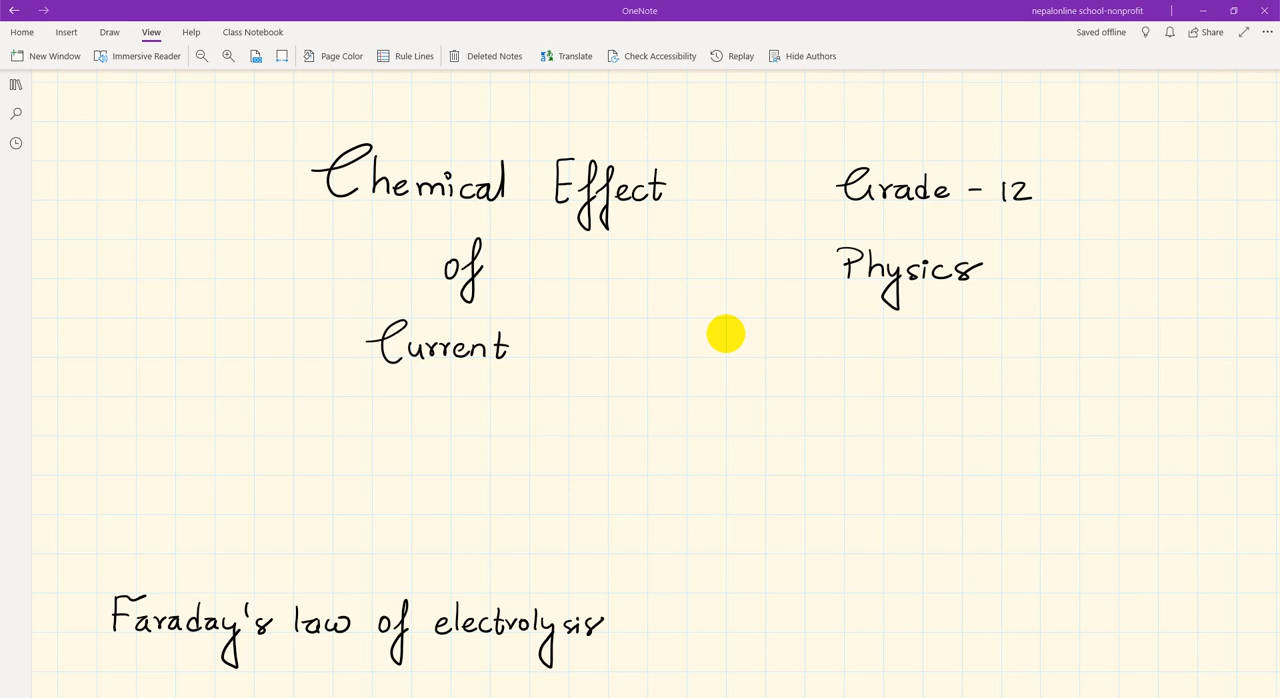 OneNote
nepalonline school-nonprofit
Home Insert Draw View Help Class Notebook
Saved offline Share
New Window Immersive Reader Page Color Rule Lines Deleted Notes Translate Check Accessibility Replay Hide Authors
Chemical Effect
of
Current
Grade - 12
Physics
Faraday's law of electrolysis